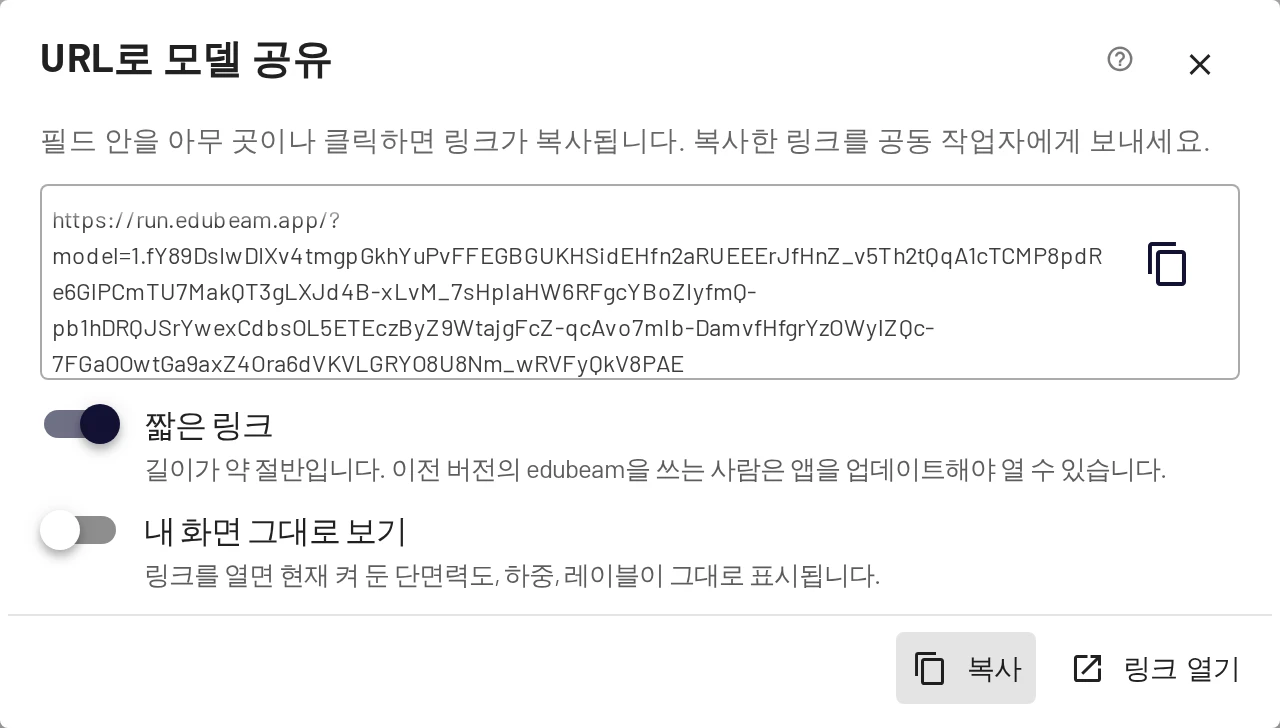 URL로 모델 공유
필드 안을 아무 곳이나 클릭하면 링크가 복사됩니다. 복사한 링크를 공동 작업자에게 보내세요.
https://run.edubeam.app/?
model=1.fY89DsIwDIXv4tmgpGkhYuPvFFEGBGUKHSidEHfn2aRUEEErJfHnZ_v5Th2tQqA1cTCMP8pdR
e6GIPCmTU7MakQT3gLXJd4B-xLvM_7sHpIaHW6RFgcYBoZIyfmQ-
pb1hDRQJSrYwexCdbsOL5ETEczByZ9WtajgFcZ-qcAvo7mIb-DamvfHfgrYzOWyIZQc-
7FGaO0wtGa9axZ4Ora6dVKVLGRYO8U8Nm_wRVFyQkV8PAE
짧은 링크
길이가 약 절반입니다. 이전 버전의 edubeam을 쓰는 사람은 앱을 업데이트해야 열 수 있습니다.
내 화면 그대로 보기
링크를 열면 현재 켜 둔 단면력도, 하중, 레이블이 그대로 표시됩니다.
복사
링크 열기